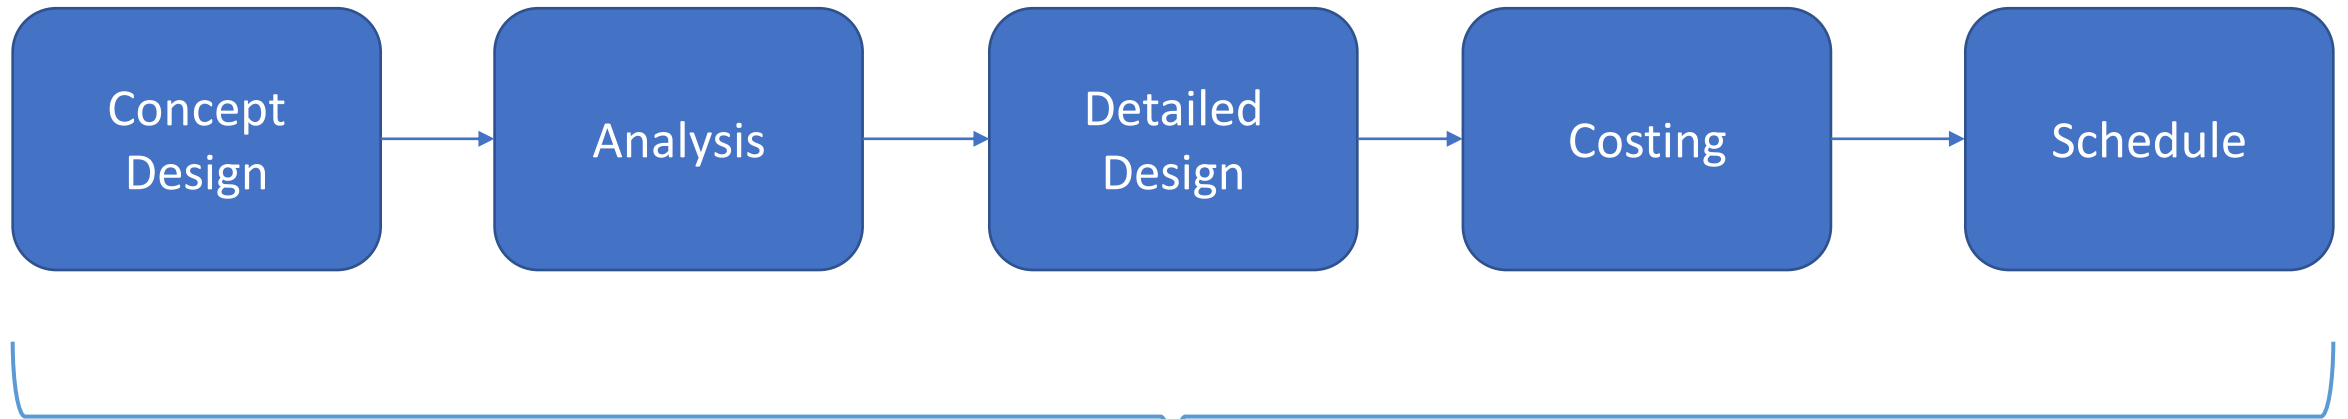 Concept
Design
Analysis
Detailed
Design
Costing
Schedule